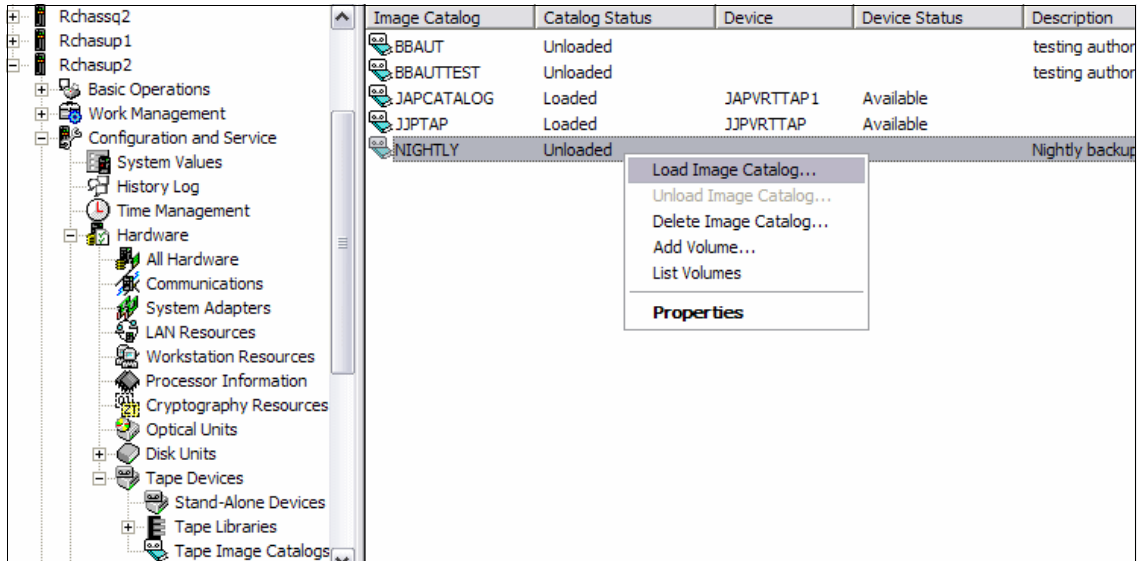 Rchassq2
Rchasup1
Rchasup2
Basic Operations
Work Management
Configuration and Service
System Values
History Log
Time Management
Hardware
All Hardware
Communications
System Adapters
LAN Resources
Workstation Resources
Processor Information
Cryptography Resources
Optical Units
Disk Units
Tape Devices
Stand-Alone Devices
Tape Libraries
Tape Image Catalogs
Image Catalog Catalog Status Device Device Status Description
BBAUT Unloaded testing author
BBAUTTEST Unloaded testing author
JAPCATALOG Loaded JAPVRTTAP1 Available
JJPTAP Loaded JJPVRTTAP Available
NIGHTLY Unloaded Nightly backup
Load Image Catalog...
Unload Image Catalog...
Delete Image Catalog...
Add Volume...
List Volumes
Properties